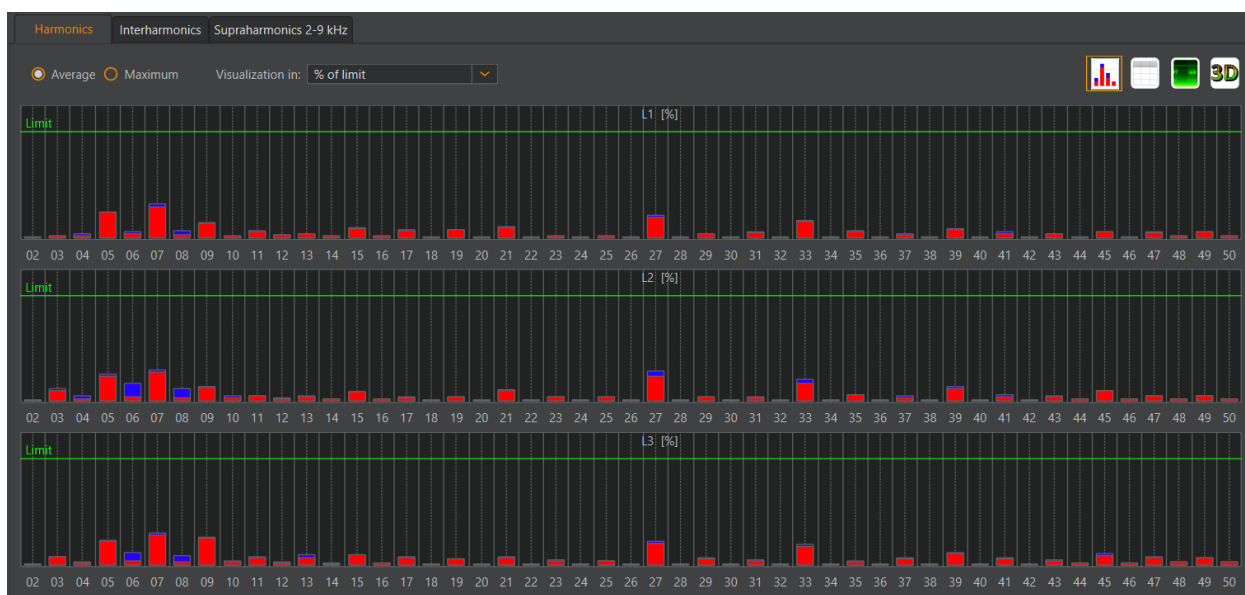 Harmonics Interharmonics Supraharmonics 2-9 kHz
Average Maximum Visualization in: % of limit 3D
L1 [%]
Limit
02 03 04 05 06 07 08 09 10 11 12 13 14 15 16 17 18 19 20 21 22 23 24 25 26 27 28 29 30 31 32 33 34 35 36 37 38 39 40 41 42 43 44 45 46 47 48 49 50
L2 [%]
Limit
02 03 04 05 06 07 08 09 10 11 12 13 14 15 16 17 18 19 20 21 22 23 24 25 26 27 28 29 30 31 32 33 34 35 36 37 38 39 40 41 42 43 44 45 46 47 48 49 50
L3 [%]
Limit
02 03 04 05 06 07 08 09 10 11 12 13 14 15 16 17 18 19 20 21 22 23 24 25 26 27 28 29 30 31 32 33 34 35 36 37 38 39 40 41 42 43 44 45 46 47 48 49 50